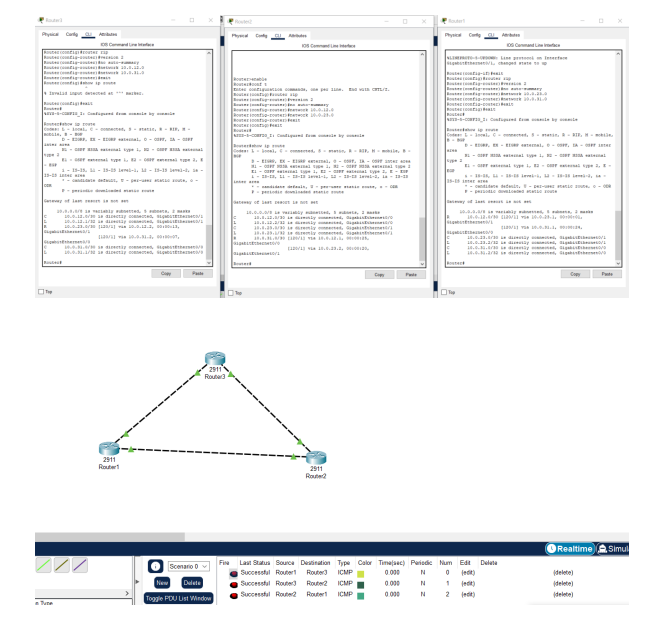 Router3
Physical Config CLI Attributes
IOS Command Line Interface
Router(config)#router rip
Router(config-router)#version 2
Router(config-router)#no auto-summary
Router(config-router)#network 10.0.12.0
Router(config-router)#network 10.0.31.0
Router(config-router)#exit
Router(config)#show ip route
% Invalid input detected at '^' marker.
Router(config)#exit
Router#
%SYS-5-CONFIG_I: Configured from console by console
Router#show ip route
Codes: L - local, C - connected, S - static, R - RIP, M -
mobile, B - BGP
D - EIGRP, EX - EIGRP external, O - OSPF, IA - OSPF
inter area
N1 - OSPF NSSA external type 1, N2 - OSPF NSSA external
type 2
E1 - OSPF external type 1, E2 - OSPF external type 2, E
- EGP
i - IS-IS, L1 - IS-IS level-1, L2 - IS-IS level-2, ia -
IS-IS inter area
* - candidate default, U - per-user static route, o -
ODR
P - periodic downloaded static route
Gateway of last resort is not set
10.0.0.0/8 is variably subnetted, 5 subnets, 2 masks
C 10.0.12.0/30 is directly connected, GigabitEthernet0/1
L 10.0.12.1/32 is directly connected, GigabitEthernet0/1
R 10.0.23.0/30 [120/1] via 10.0.12.2, 00:00:13,
GigabitEthernet0/1
[120/1] via 10.0.31.2, 00:00:07,
GigabitEthernet0/0
C 10.0.31.0/30 is directly connected, GigabitEthernet0/0
L 10.0.31.1/32 is directly connected, GigabitEthernet0/0
Router#
Copy Paste
Top
Router2
Physical Config CLI Attributes
IOS Command Line Interface
Router>enable
Router#conf t
Enter configuration commands, one per line. End with CNTL/Z.
Router(config)#router rip
Router(config-router)#version 2
Router(config-router)#no auto-summary
Router(config-router)#network 10.0.12.0
Router(config-router)#network 10.0.23.0
Router(config-router)#exit
Router(config)#exit
Router#
%SYS-5-CONFIG_I: Configured from console by console
Router#show ip route
Codes: L - local, C - connected, S - static, R - RIP, M - mobile, B -
BGP
D - EIGRP, EX - EIGRP external, O - OSPF, IA - OSPF inter area
N1 - OSPF NSSA external type 1, N2 - OSPF NSSA external type 2
E1 - OSPF external type 1, E2 - OSPF external type 2, E - EGP
i - IS-IS, L1 - IS-IS level-1, L2 - IS-IS level-2, ia - IS-IS
inter area
* - candidate default, U - per-user static route, o - ODR
P - periodic downloaded static route
Gateway of last resort is not set
10.0.0.0/8 is variably subnetted, 5 subnets, 2 masks
C 10.0.12.0/30 is directly connected, GigabitEthernet0/0
L 10.0.12.2/32 is directly connected, GigabitEthernet0/0
C 10.0.23.0/30 is directly connected, GigabitEthernet0/1
L 10.0.23.1/32 is directly connected, GigabitEthernet0/1
R 10.0.31.0/30 [120/1] via 10.0.12.1, 00:00:23,
GigabitEthernet0/0
[120/1] via 10.0.23.2, 00:00:20,
GigabitEthernet0/1
Router#
Copy Paste
Top
Router1
Physical Config CLI Attributes
IOS Command Line Interface
%LINEPROTO-5-UPDOWN: Line protocol on Interface
GigabitEthernet0/1, changed state to up
Router(config-if)#exit
Router(config)#router rip
Router(config-router)#version 2
Router(config-router)#no auto-summary
Router(config-router)#network 10.0.23.0
Router(config-router)#network 10.0.31.0
Router(config-router)#exit
Router(config)#exit
Router#
%SYS-5-CONFIG_I: Configured from console by console
Router#show ip route
Codes: L - local, C - connected, S - static, R - RIP, M - mobile,
B - BGP
D - EIGRP, EX - EIGRP external, O - OSPF, IA - OSPF inter
area
N1 - OSPF NSSA external type 1, N2 - OSPF NSSA external
type 2
E1 - OSPF external type 1, E2 - OSPF external type 2, E
- EGP
i - IS-IS, L1 - IS-IS level-1, L2 - IS-IS level-2, ia -
IS-IS inter area
* - candidate default, U - per-user static route, o - ODR
P - periodic downloaded static route
Gateway of last resort is not set
10.0.0.0/8 is variably subnetted, 5 subnets, 2 masks
R 10.0.12.0/30 [120/1] via 10.0.23.1, 00:00:01,
GigabitEthernet0/0
[120/1] via 10.0.31.1, 00:00:24,
GigabitEthernet0/1
C 10.0.23.0/30 is directly connected, GigabitEthernet0/0
L 10.0.23.2/32 is directly connected, GigabitEthernet0/0
C 10.0.31.0/30 is directly connected, GigabitEthernet0/1
L 10.0.31.2/32 is directly connected, GigabitEthernet0/1
Router#
Copy Paste
Top
2911
Router3
2911
Router1
2911
Router2
Realtime Simul
Scenario 0
New Delete
Toggle PDU List Window
Fire Last Status Source Destination Type Color Time(sec) Periodic Num Edit Delete
Successful Router1 Router3 ICMP 0.000 N 0 (edit) (delete)
Successful Router3 Router2 ICMP 0.000 N 1 (edit) (delete)
Successful Router2 Router1 ICMP 0.000 N 2 (edit) (delete)